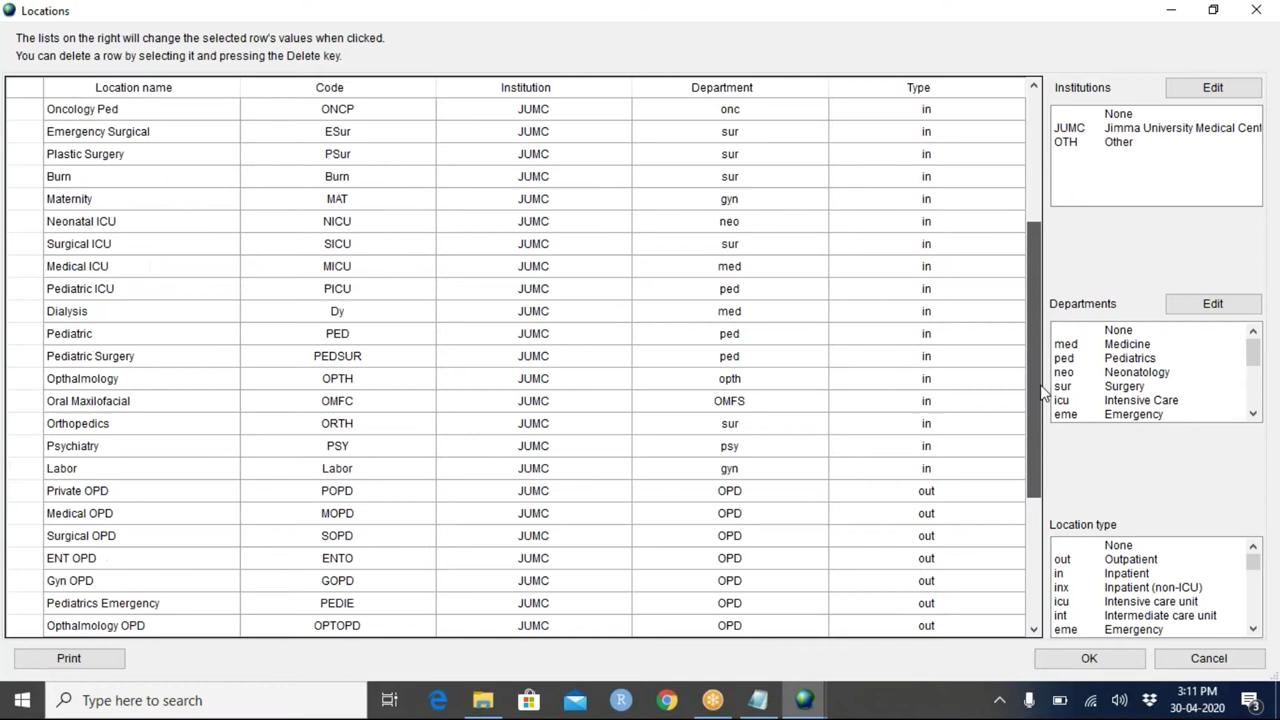 Locations
The lists on the right will change the selected row's values when clicked.
You can delete a row by selecting it and pressing the Delete key.
Location name Code Institution Department Type
Oncology Ped ONCP JUMC onc in
Emergency Surgical ESur JUMC sur in
Plastic Surgery PSur JUMC sur in
Burn Burn JUMC sur in
Maternity MAT JUMC gyn in
Neonatal ICU NICU JUMC neo in
Surgical ICU SICU JUMC sur in
Medical ICU MICU JUMC med in
Pediatric ICU PICU JUMC ped in
Dialysis Dy JUMC med in
Pediatric PED JUMC ped in
Pediatric Surgery PEDSUR JUMC ped in
Opthalmology OPTH JUMC opth in
Oral Maxilofacial OMFC JUMC OMFS in
Orthopedics ORTH JUMC sur in
Psychiatry PSY JUMC psy in
Labor Labor JUMC gyn in
Private OPD POPD JUMC OPD out
Medical OPD MOPD JUMC OPD out
Surgical OPD SOPD JUMC OPD out
ENT OPD ENTO JUMC OPD out
Gyn OPD GOPD JUMC OPD out
Pediatrics Emergency PEDIE JUMC OPD out
Opthalmology OPD OPTOPD JUMC OPD out
Institutions Edit
None
JUMC Jimma University Medical Cent
OTH Other
Departments Edit
None
med Medicine
ped Pediatrics
neo Neonatology
sur Surgery
icu Intensive Care
eme Emergency
Location type
None
out Outpatient
in Inpatient
inx Inpatient (non-ICU)
icu Intensive care unit
int Intermediate care unit
eme Emergency
Print OK Cancel
Type here to search
R
3:11 PM
30-04-2020
3